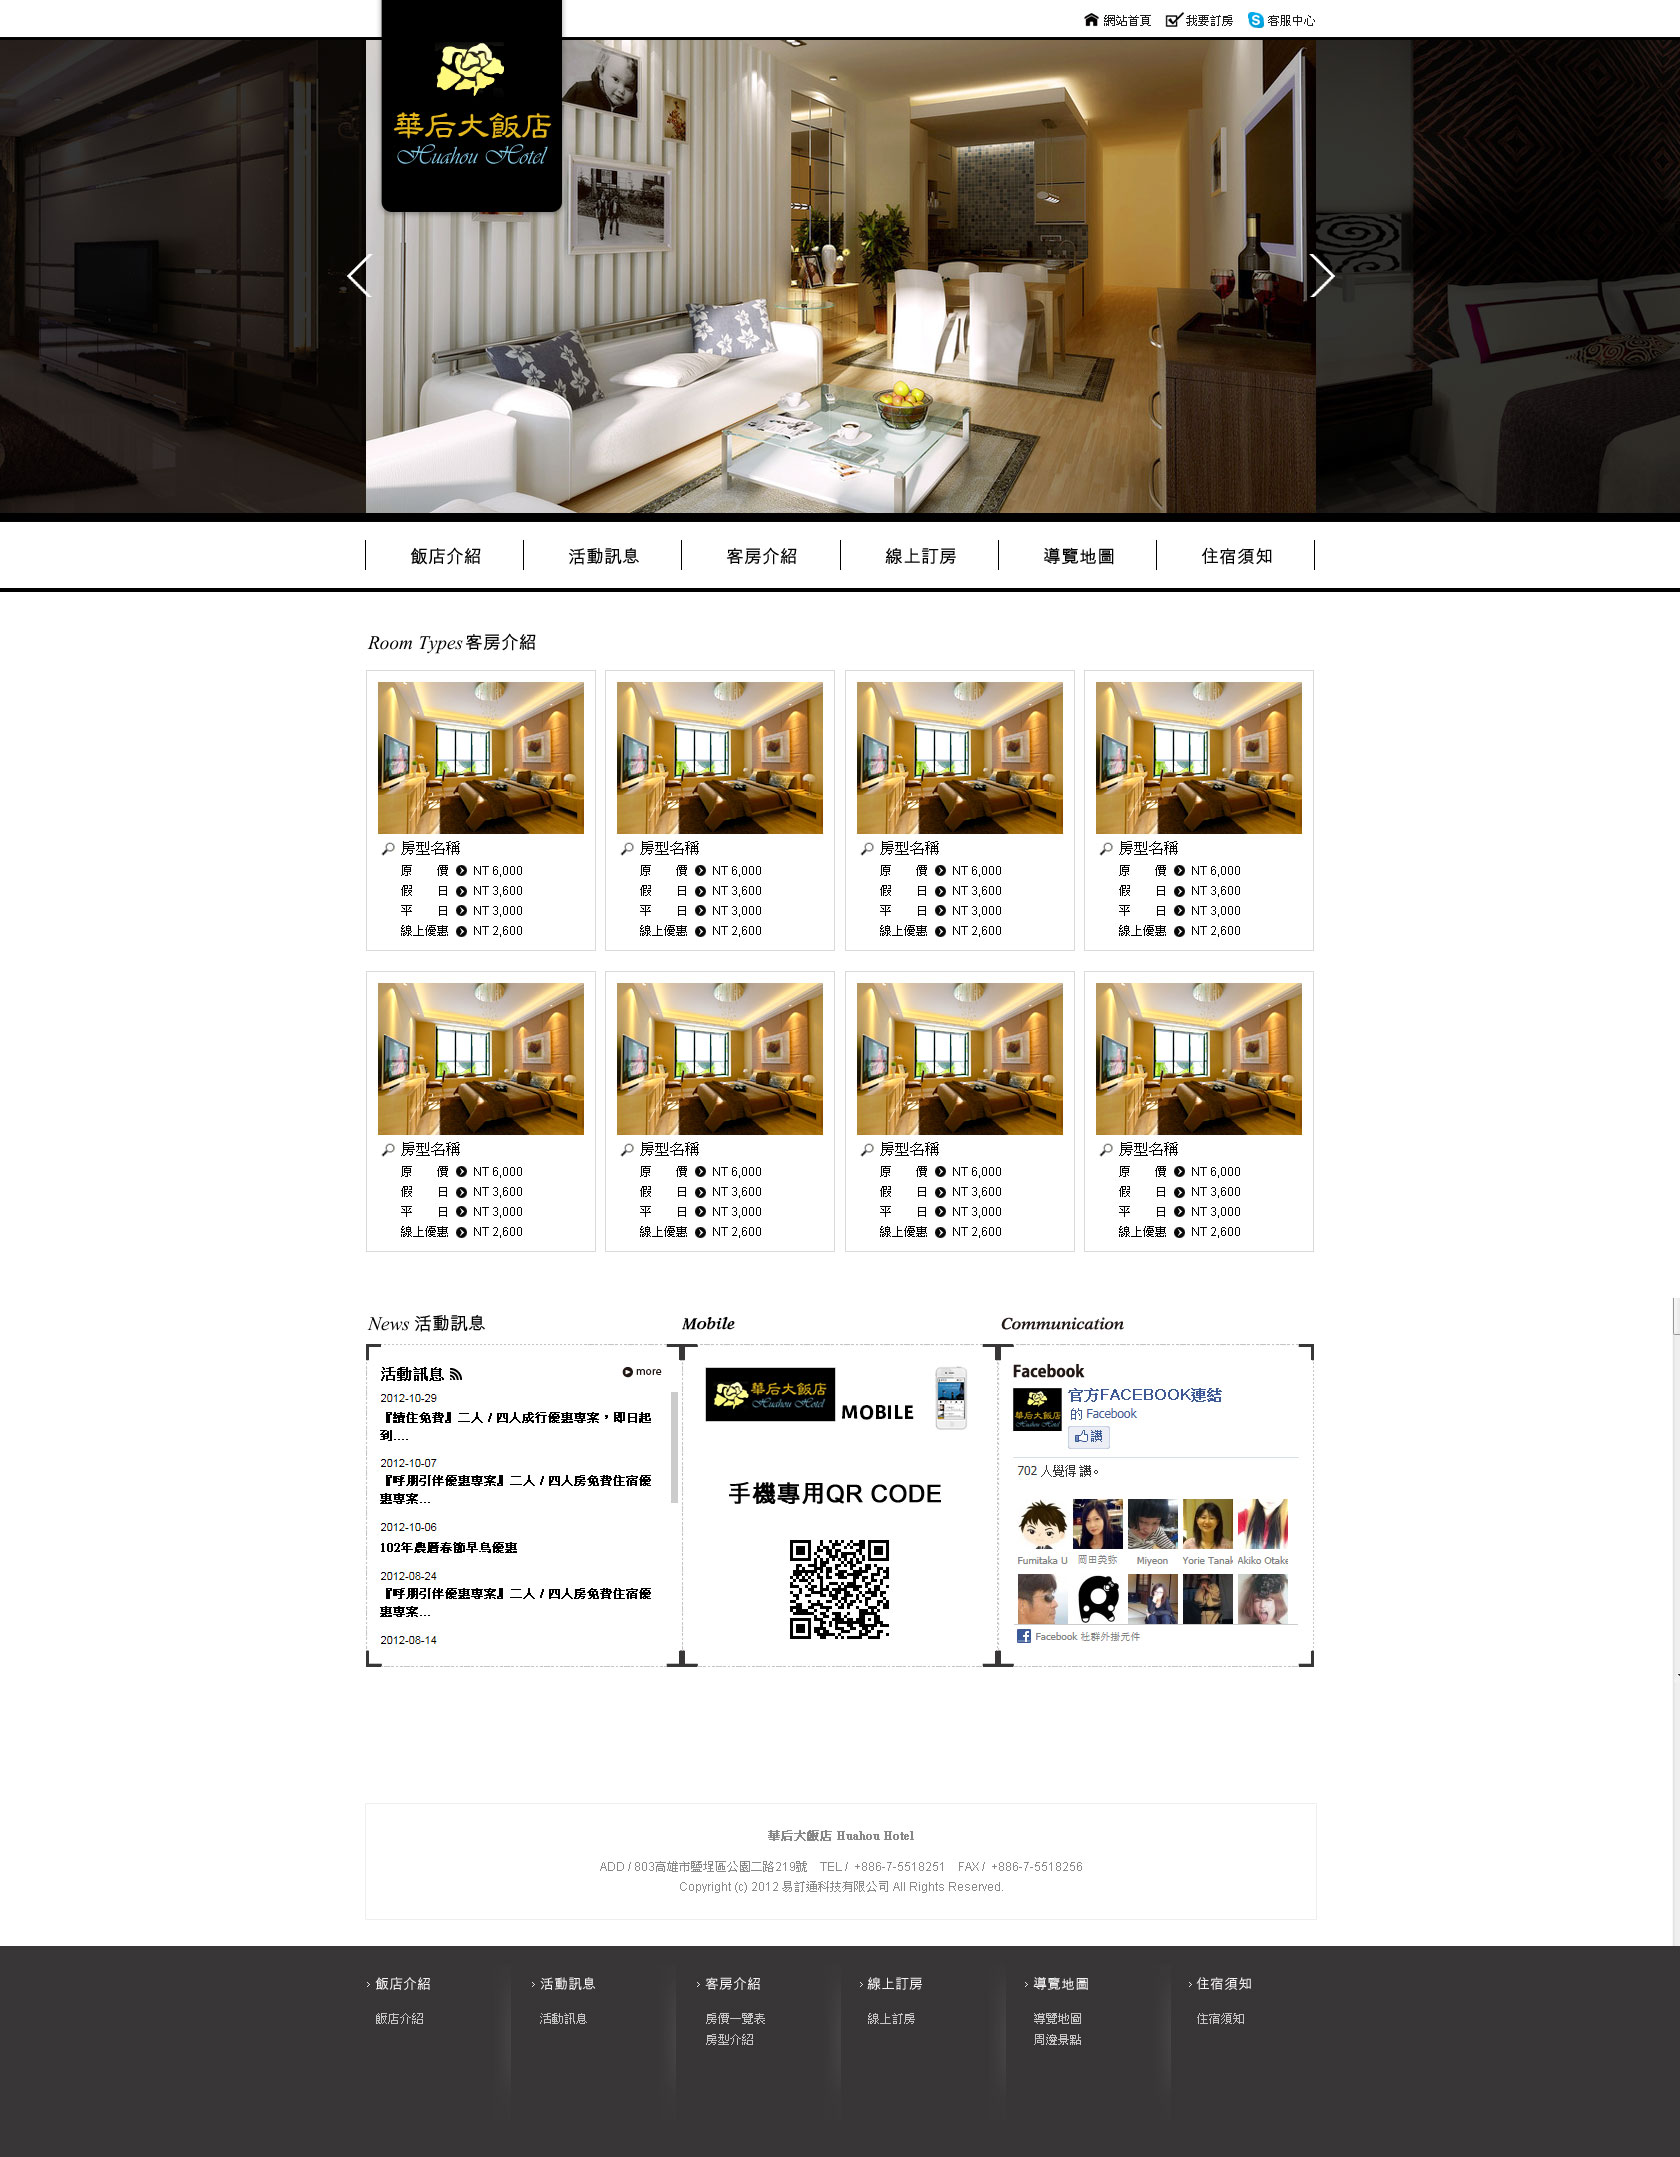 網站首頁 我要訂房 客服中心
華后大飯店
Huahou Hotel
飯店介紹 活動訊息 客房介紹 線上訂房 導覽地圖 住宿須知
Room Types 客房介紹
房型名稱 房型名稱 房型名稱 房型名稱
原 價 NT 6,000 原 價 NT 6,000 原 價 NT 6,000 原 價 NT 6,000
假 日 NT 3,600 假 日 NT 3,600 假 日 NT 3,600 假 日 NT 3,600
平 日 NT 3,000 平 日 NT 3,000 平 日 NT 3,000 平 日 NT 3,000
線上優惠 NT 2,600 線上優惠 NT 2,600 線上優惠 NT 2,600 線上優惠 NT 2,600
房型名稱 房型名稱 房型名稱 房型名稱
原 價 NT 6,000 原 價 NT 6,000 原 價 NT 6,000 原 價 NT 6,000
假 日 NT 3,600 假 日 NT 3,600 假 日 NT 3,600 假 日 NT 3,600
平 日 NT 3,000 平 日 NT 3,000 平 日 NT 3,000 平 日 NT 3,000
線上優惠 NT 2,600 線上優惠 NT 2,600 線上優惠 NT 2,600 線上優惠 NT 2,600
News 活動訊息
活動訊息 more
2012-10-29
『續住免費』二人 / 四人成行優惠專案，即日起
到....
2012-10-07
『呼朋引伴優惠專案』二人 / 四人房免費住宿優
惠專案...
2012-10-06
102年農曆春節早鳥優惠
2012-08-24
『呼朋引伴優惠專案』二人 / 四人房免費住宿優
惠專案...
2012-08-14
Mobile
華后大飯店
Huahou Hotel
MOBILE
手機專用QR CODE
Communication
Facebook
華后大飯店
Huahou Hotel
官方FACEBOOK連結
的 Facebook
讚
702 人覺得 讚。
Fumitaka U 岡田英弥 Miyeon Yorie Tanak Akiko Otake
Facebook 社群外掛元件
華后大飯店 Huahou Hotel
ADD / 803高雄市鹽埕區公園二路219號 TEL / +886-7-5518251 FAX / +886-7-5518256
Copyright (c) 2012 易訂通科技有限公司 All Rights Reserved.
飯店介紹 活動訊息 客房介紹 線上訂房 導覽地圖 住宿須知
飯店介紹 活動訊息 房價一覽表 線上訂房 導覽地圖 住宿須知
房型介紹 周邊景點